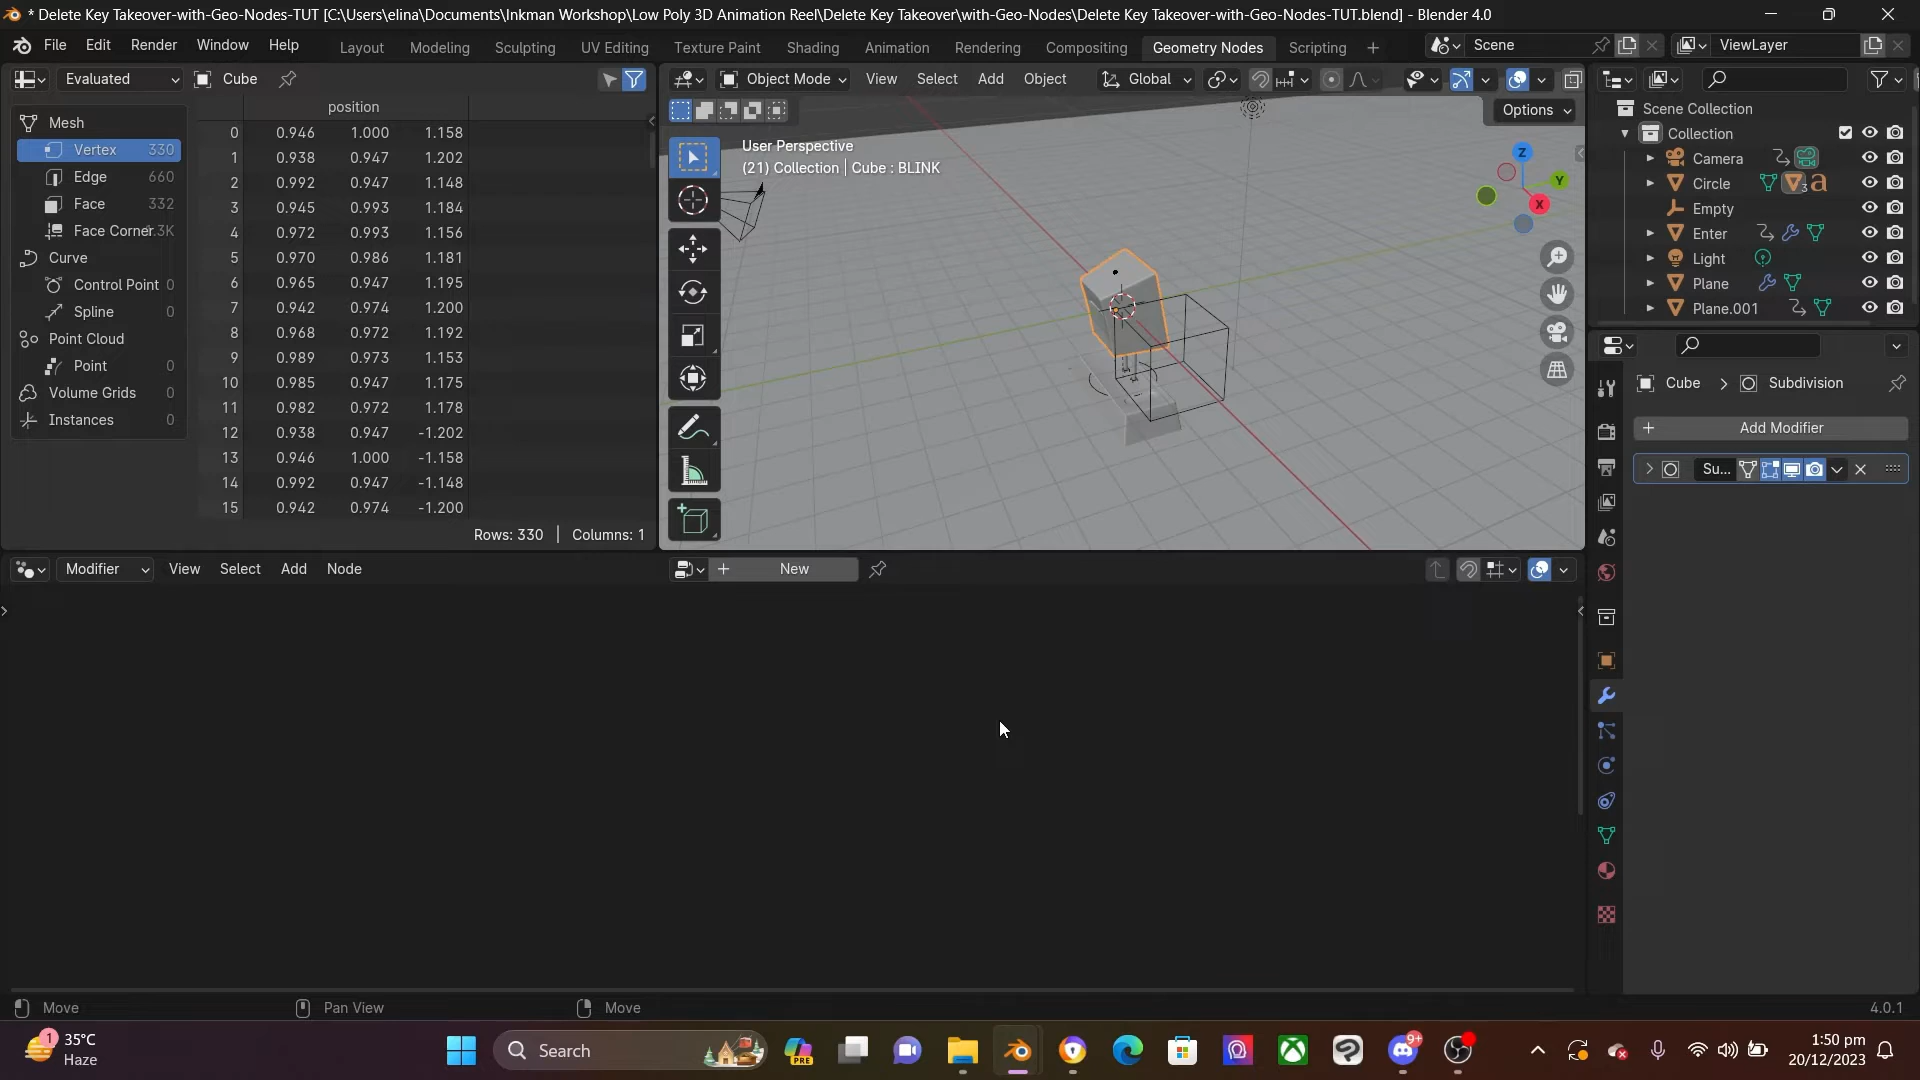 * Delete Key Takeover-with-Geo-Nodes-TUT [C:\Users\elina\Documents\Inkman Workshop\Low Poly 3D Animation Reel\Delete Key Takeover\with-Geo-Nodes\Delete Key Takeover-with-Geo-Nodes-TUT.blend] - Blender 4.0
File Edit Render Window Help Layout Modeling Sculpting UV Editing Texture Paint Shading Animation Rendering Compositing Geometry Nodes Scripting + Scene ViewLayer
Evaluated Cube Object Mode View Select Add Object Global
position
Options
Mesh
Vertex 330
Edge 660
Face 332
Face Corner 1.3K
Curve
Control Point 0
Spline 0
Point Cloud
Point 0
Volume Grids 0
Instances 0
0 0.946 1.000 1.158
1 0.938 0.947 1.202
2 0.992 0.947 1.148
3 0.945 0.993 1.184
4 0.972 0.993 1.156
5 0.970 0.986 1.181
6 0.965 0.947 1.195
7 0.942 0.974 1.200
8 0.968 0.972 1.192
9 0.989 0.973 1.153
10 0.985 0.947 1.175
11 0.982 0.972 1.178
12 0.938 0.947 -1.202
13 0.946 1.000 -1.158
14 0.992 0.947 -1.148
15 0.942 0.974 -1.200
Rows: 330 | Columns: 1
User Perspective
(21) Collection | Cube : BLINK
Z
Y
X
Scene Collection
Collection
Camera
Circle 3
Empty
Enter
Light
Plane
Plane.001
Cube > Subdivision
+ Add Modifier
Su...
Modifier View Select Add Node + New
Move Pan View Move 4.0.1
1 35°C
Haze
Search
PRE
9+
1:50 pm
20/12/2023